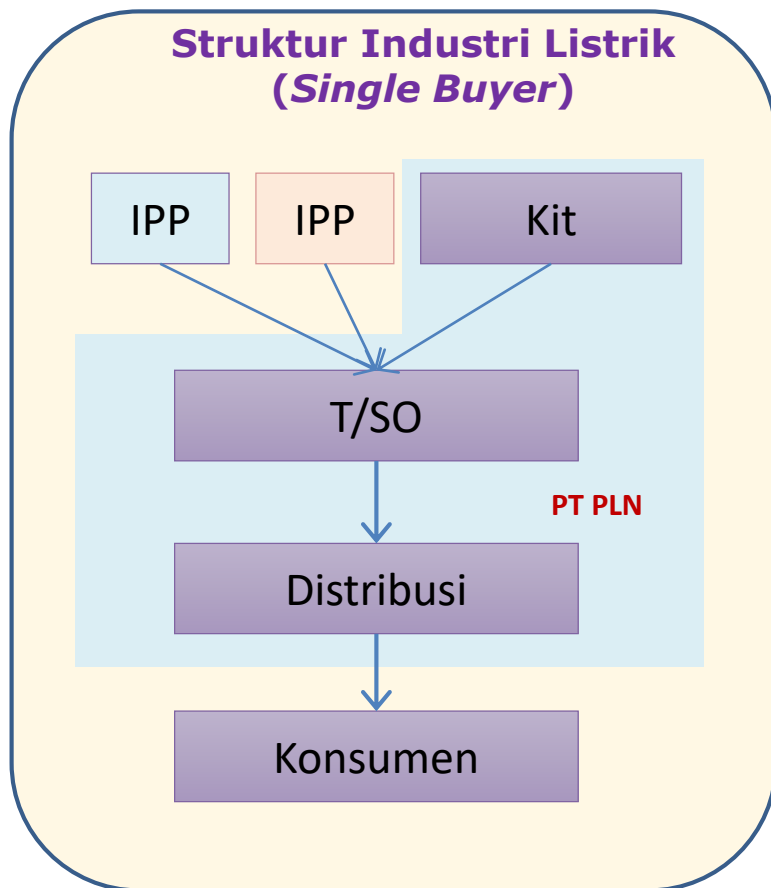 Struktur Industri Listrik
(Single Buyer)
IPP
IPP
Kit
T/SO
PT PLN
Distribusi
Konsumen